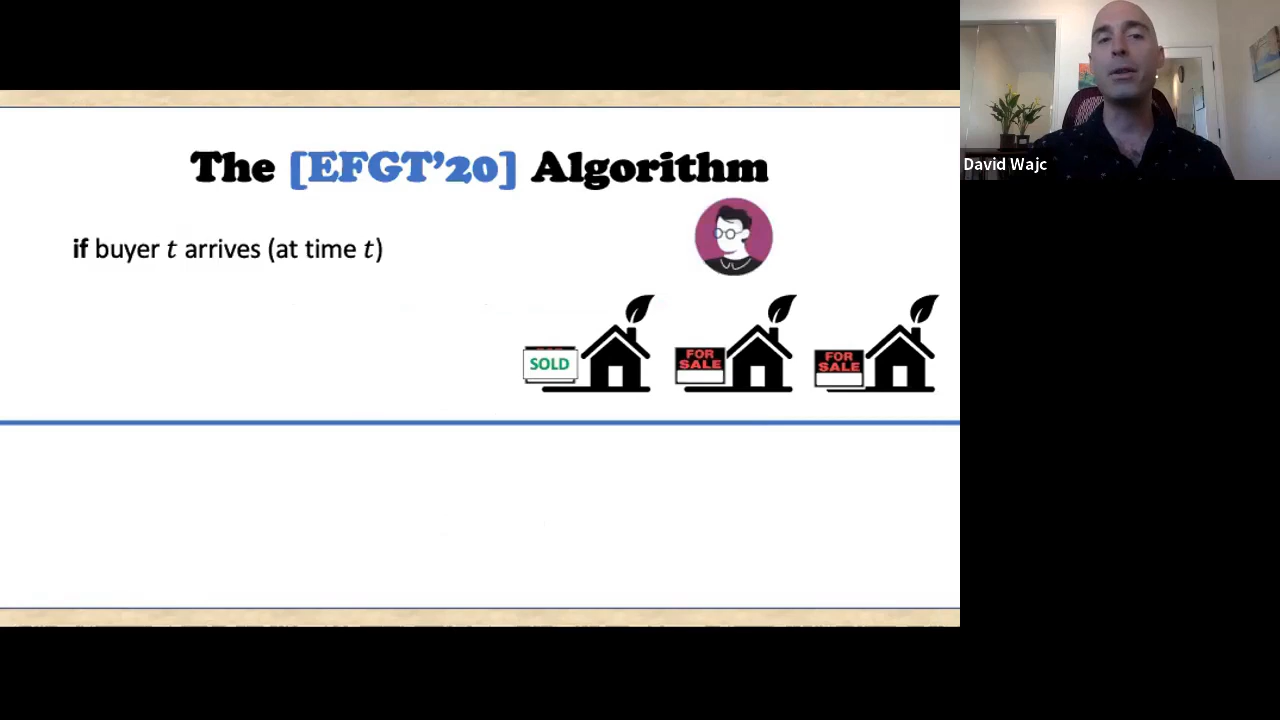 The [EFGT’20] Algorithm
David Wajc
if buyer t arrives (at time t)
SOLD
FOR
SALE
FOR
SALE